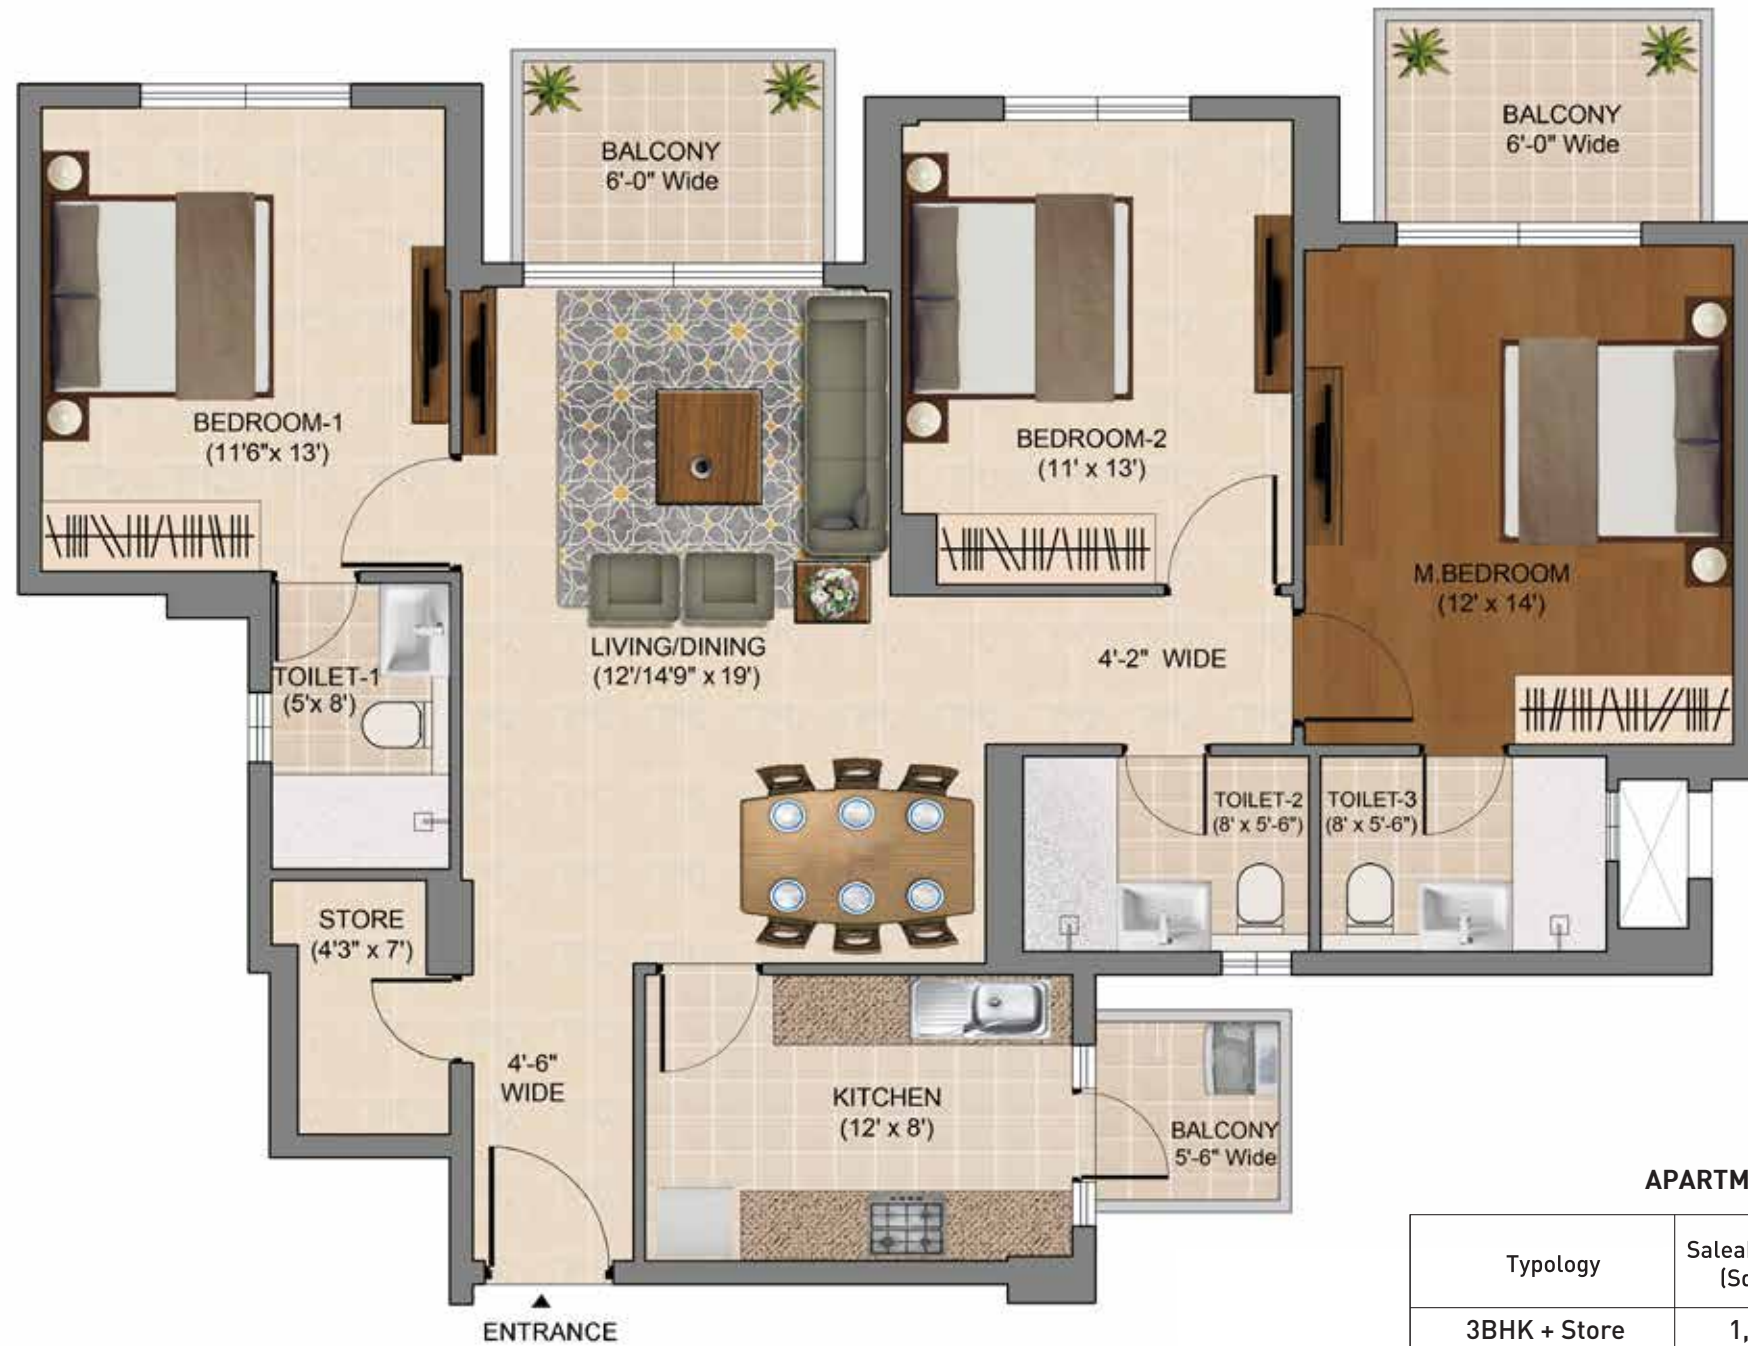 BALCONY
6'-0" Wide
BALCONY
6'-0" Wide
BEDROOM-1
(11'6"x 13')
BEDROOM-2
(11' x 13')
M.BEDROOM
(12' x 14')
LIVING/DINING
(12'/14'9" x 19')
4'-2" WIDE
TOILET-1
(5'x 8')
TOILET-2
(8' x 5'-6")
TOILET-3
(8' x 5'-6")
STORE
(4'3" x 7')
4'-6"
WIDE
KITCHEN
(12' x 8')
BALCONY
5'-6" Wide
ENTRANCE
Typology
3BHK + Store
1,